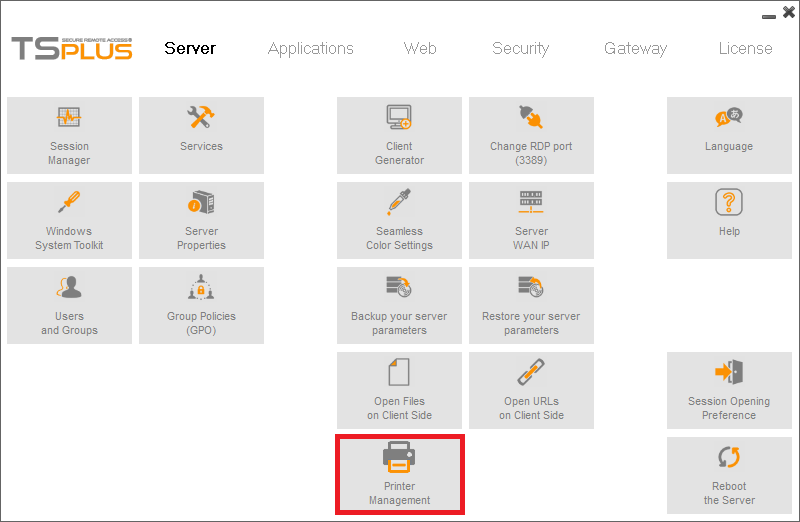 TSPLUS
SECURE REMOTE ACCESS®
Server
Applications
Web
Security
Gateway
License
Session
Manager
Services
Client
Generator
Change RDP port
(3389)
A あ
Language
Windows
System Toolkit
Server
Properties
Seamless
Color Settings
Server
WAN IP
?
Help
Users
and Groups
Group Policies
(GPO)
Backup your server
parameters
Restore your server
parameters
Open Files
on Client Side
Open URLs
on Client Side
Session Opening
Preference
Printer
Management
Reboot
the Server